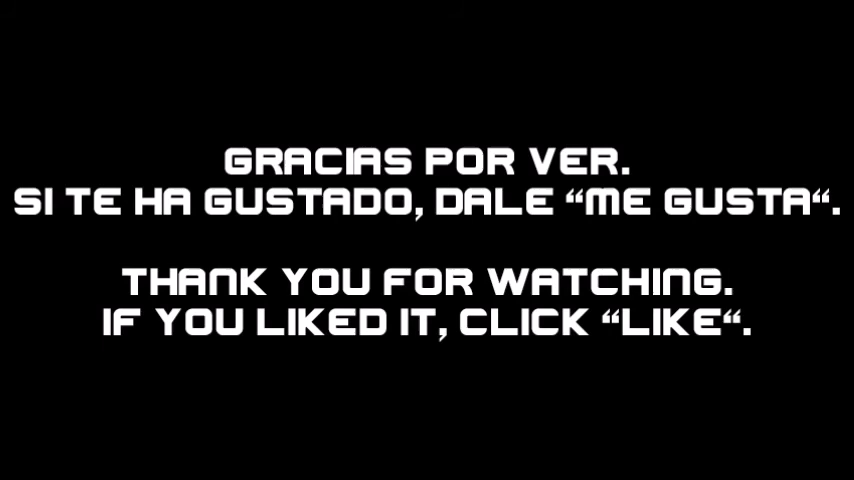 GRACIAS POR VER.
SI TE HA GUSTADO, DALE “ME GUSTA“.
THANK YOU FOR WATCHING.
IF YOU LIKED IT, CLICK “LIKE“.